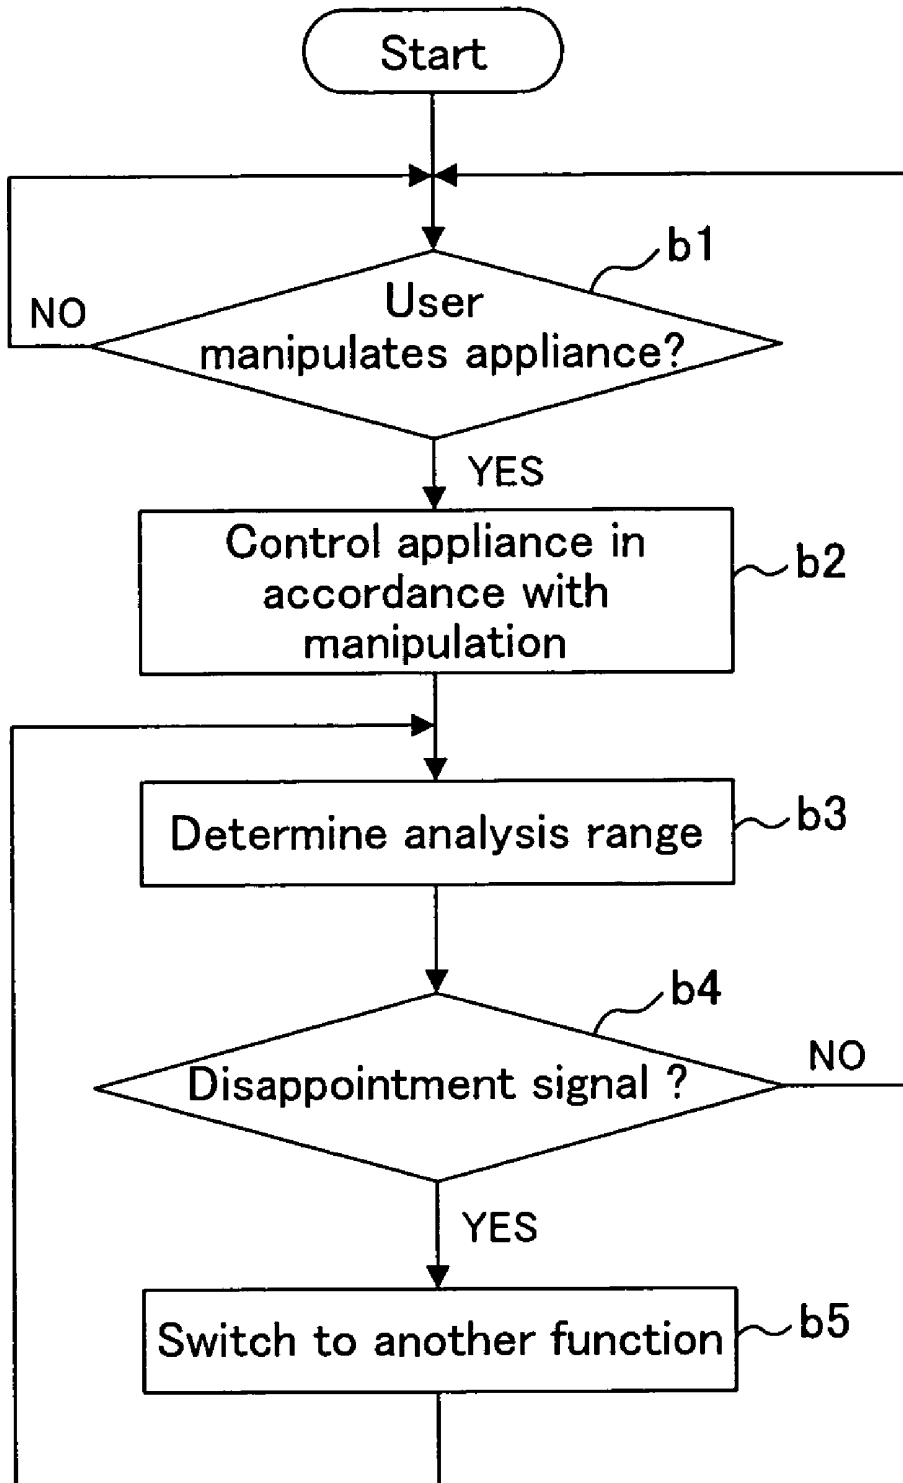 Start
b1
NO
User
manipulates appliance?
YES
Control appliance in
accordance with
manipulation
b2
Determine analysis range
b3
b4
NO
Disappointment signal ?
YES
Switch to another function
b5